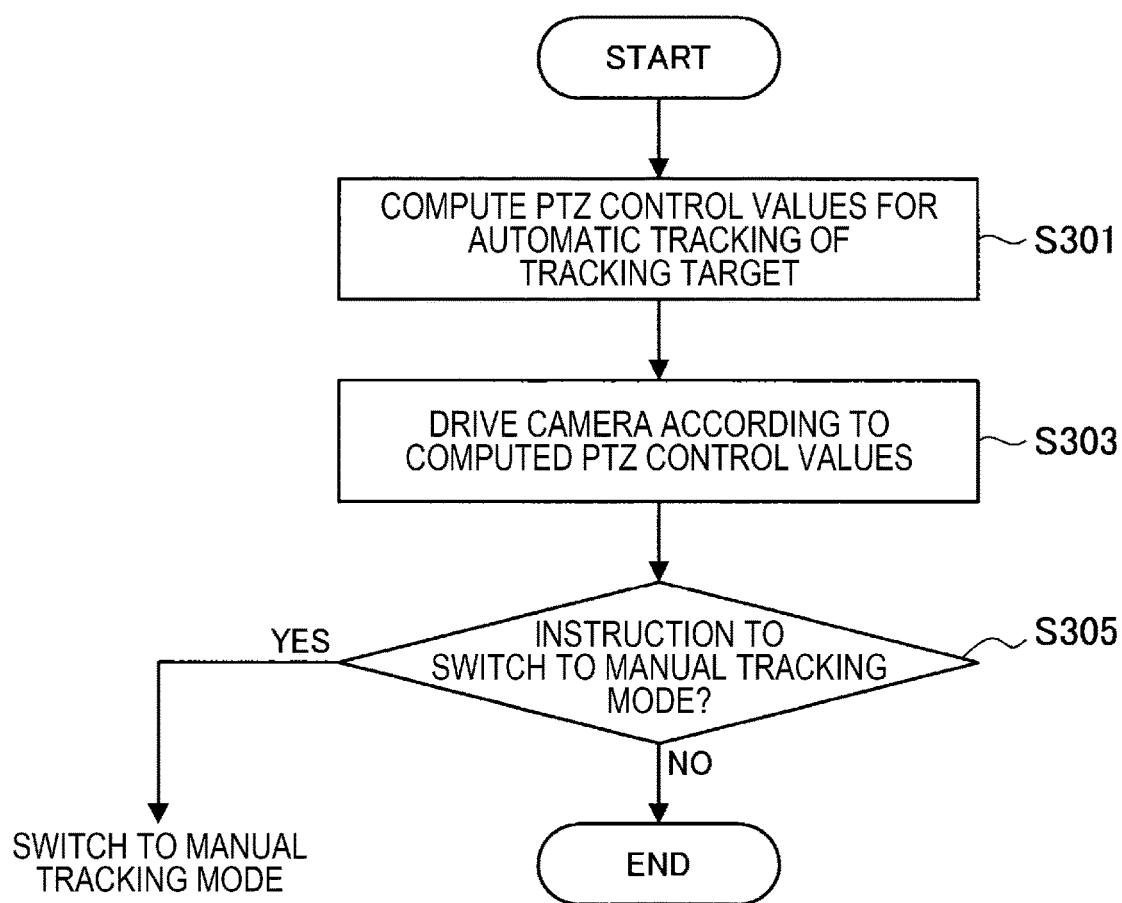 START
COMPUTE PTZ CONTROL VALUES FOR
AUTOMATIC TRACKING OF
TRACKING TARGET
S301
DRIVE CAMERA ACCORDING TO
COMPUTED PTZ CONTROL VALUES
S303
INSTRUCTION TO
SWITCH TO MANUAL TRACKING
MODE?
S305
YES
NO
SWITCH TO MANUAL
TRACKING MODE
END